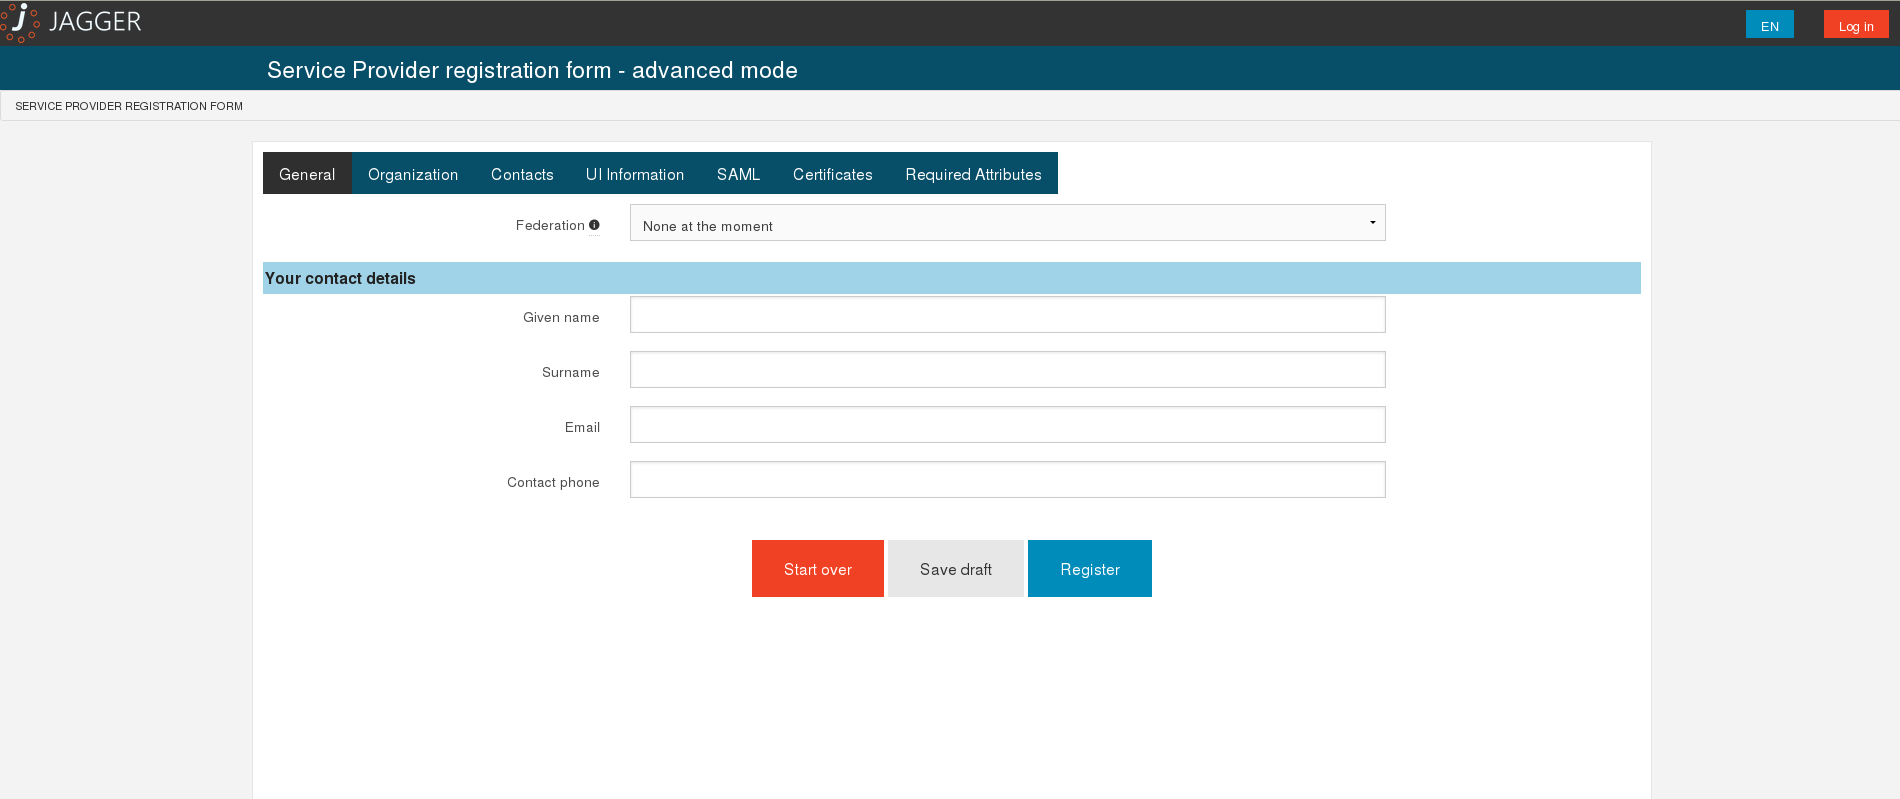 JAGGER
EN
Log in
Service Provider registration form - advanced mode
SERVICE PROVIDER REGISTRATION FORM
General Organization Contacts UI Information SAML Certificates Required Attributes
Federation
None at the moment
Your contact details
Given name
Surname
Email
Contact phone
Start over Save draft Register